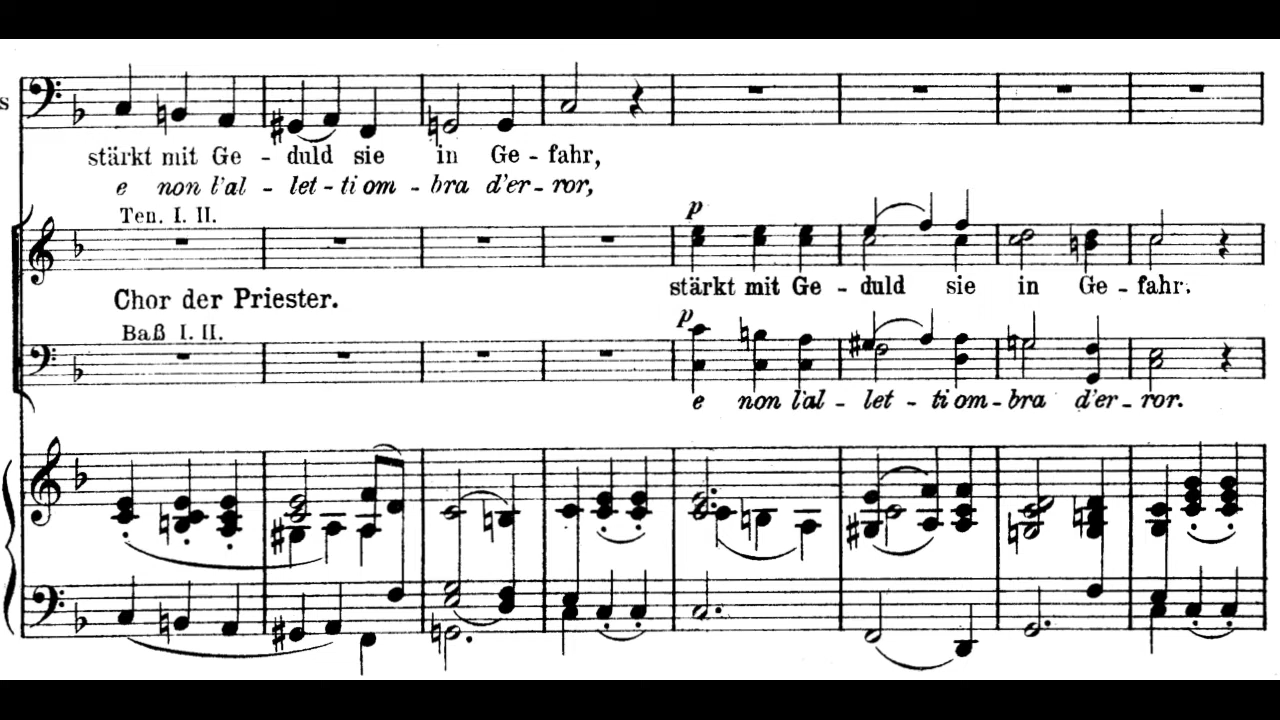 s
stärkt mit Ge - duld sie in Ge - fahr,
e non l'al - let - ti om - bra d'er - ror,
Ten. I. II.
p
stärkt mit Ge - duld sie in Ge - fahr.
Chor der Priester.
Baß I. II.
p
e non l'al - let - ti om - bra d'er - ror.